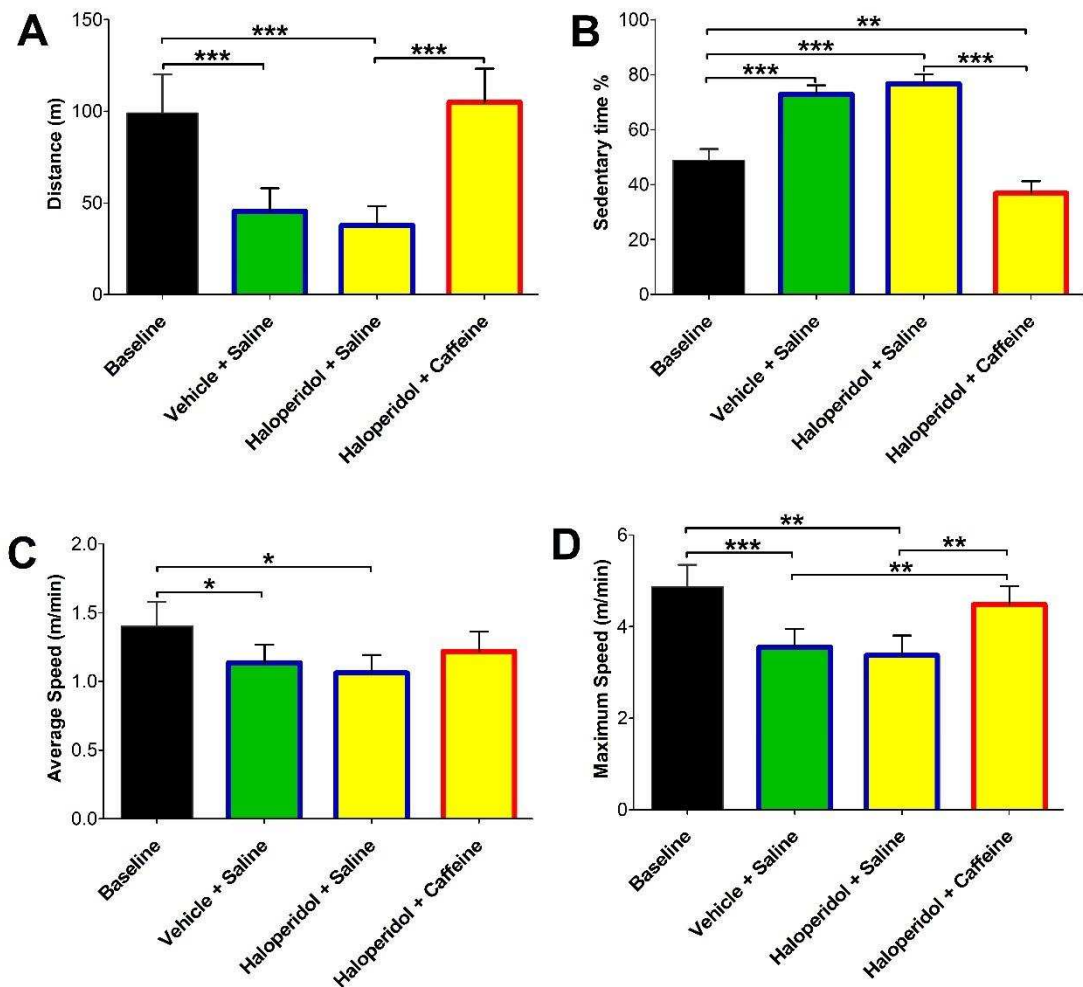 A
Distance (m)
150
100
50
0
***
***
***
Baseline
Vehicle + Saline
Haloperidol + Saline
Haloperidol + Caffeine
B
Sedentary time %
100
80
60
40
20
0
**
***
***
***
Baseline
Vehicle + Saline
Haloperidol + Saline
Haloperidol + Caffeine
C
Average Speed (m/min)
2.0
1.5
1.0
0.5
0.0
*
*
Baseline
Vehicle + Saline
Haloperidol + Saline
Haloperidol + Caffeine
D
Maximum Speed (m/min)
6
4
2
0
**
***
**
**
Baseline
Vehicle + Saline
Haloperidol + Saline
Haloperidol + Caffeine